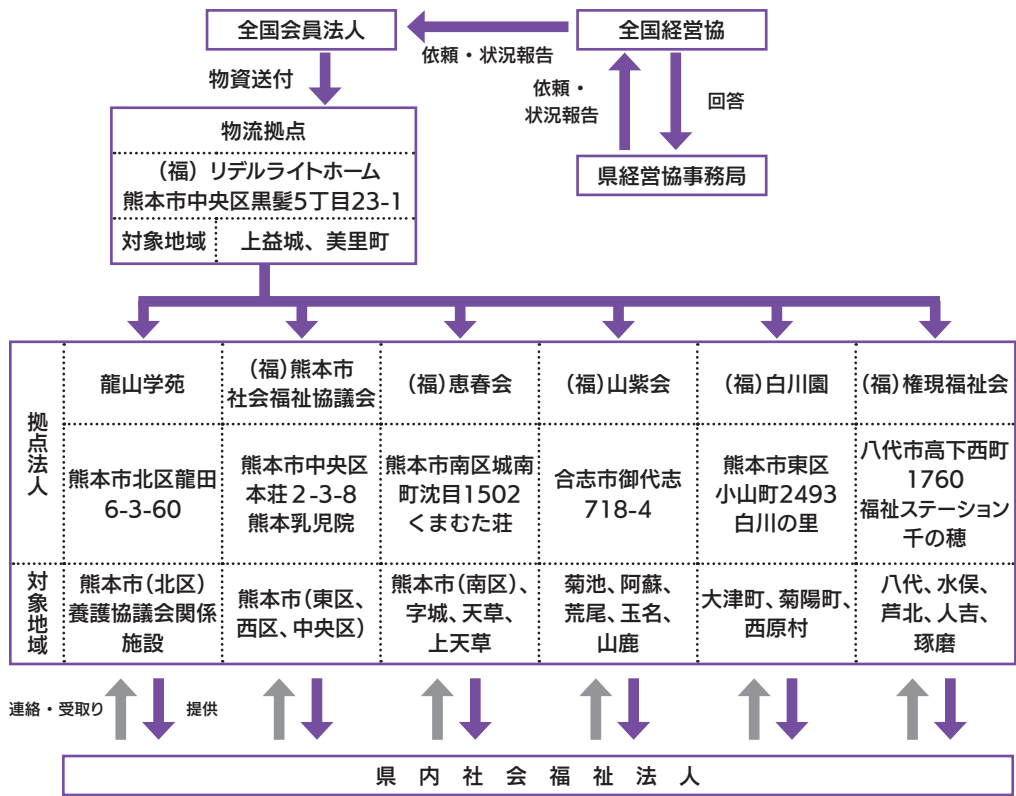 全国会員法人
全国経営協
依頼・状況報告
物資送付
依頼・
状況報告
回答
県経営協事務局
物流拠点
（福）リデルライトホーム
熊本市中央区黒髪5丁目23-1
対象地域
上益城、美里町
拠点法人
龍山学苑
(福)熊本市
社会福祉協議会
(福)恵春会
(福)山紫会
(福)白川園
(福)権現福祉会
熊本市北区龍田
6-3-60
熊本市中央区
本荘２-3-8
熊本乳児院
熊本市南区城南
町沈目1502
くまむた荘
合志市御代志
718-4
熊本市東区
小山町2493
白川の里
八代市高下西町
1760
福祉ステーション
千の穂
対象地域
熊本市(北区)
養護協議会関係
施設
熊本市(東区、
西区、中央区)
熊本市(南区)、
字城、天草、
上天草
菊池、阿蘇、
荒尾、玉名、
山鹿
大津町、菊陽町、
西原村
八代、水俣、
芦北、人吉、
琢磨
連絡・受取り
提供
県内社会福祉法人